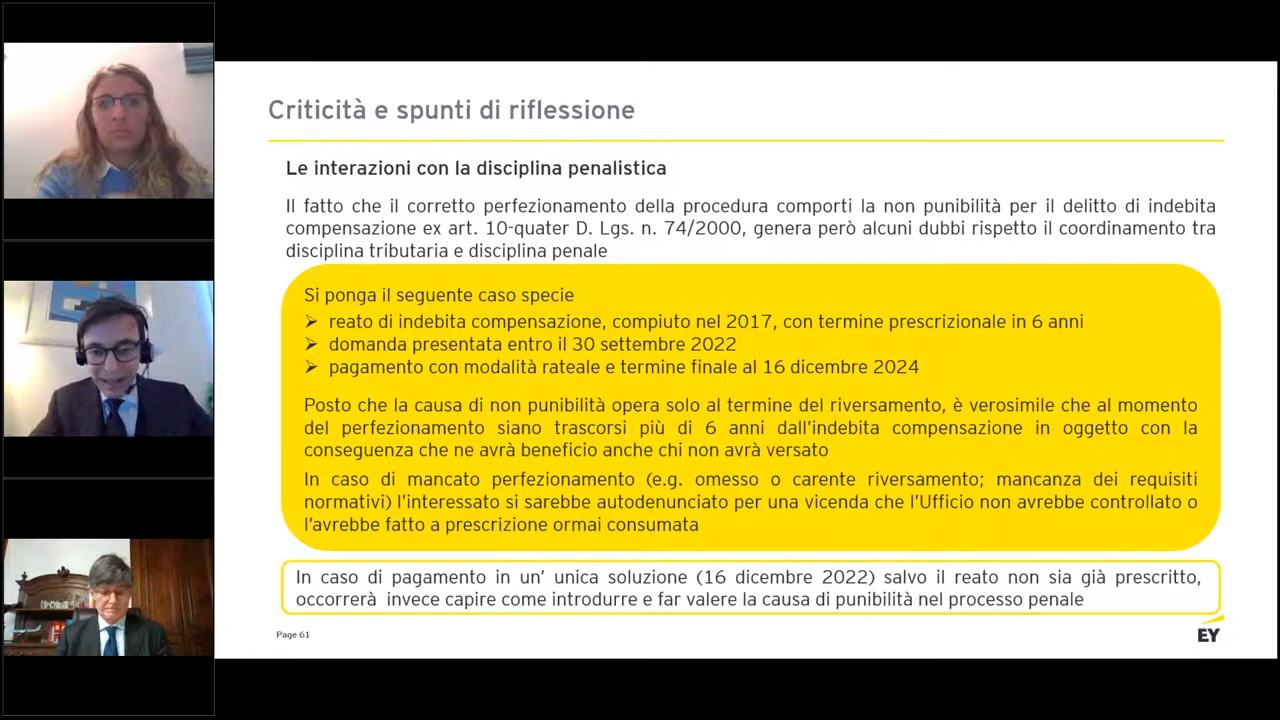 Criticità e spunti di riflessione
Le interazioni con la disciplina penalistica
Il fatto che il corretto perfezionamento della procedura comporti la non punibilità per il delitto di indebita
compensazione ex art. 10-quater D. Lgs. n. 74/2000, genera però alcuni dubbi rispetto il coordinamento tra
disciplina tributaria e disciplina penale
Si ponga il seguente caso specie
➢ reato di indebita compensazione, compiuto nel 2017, con termine prescrizionale in 6 anni
➢ domanda presentata entro il 30 settembre 2022
➢ pagamento con modalità rateale e termine finale al 16 dicembre 2024
Posto che la causa di non punibilità opera solo al termine del riversamento, è verosimile che al momento
del perfezionamento siano trascorsi più di 6 anni dall'indebita compensazione in oggetto con la
conseguenza che ne avrà beneficio anche chi non avrà versato
In caso di mancato perfezionamento (e.g. omesso o carente riversamento; mancanza dei requisiti
normativi) l'interessato si sarebbe autodenunciato per una vicenda che l'Ufficio non avrebbe controllato o
l'avrebbe fatto a prescrizione ormai consumata
In caso di pagamento in un' unica soluzione (16 dicembre 2022) salvo il reato non sia già prescritto,
occorrerà invece capire come introdurre e far valere la causa di punibilità nel processo penale
Page 61
EY